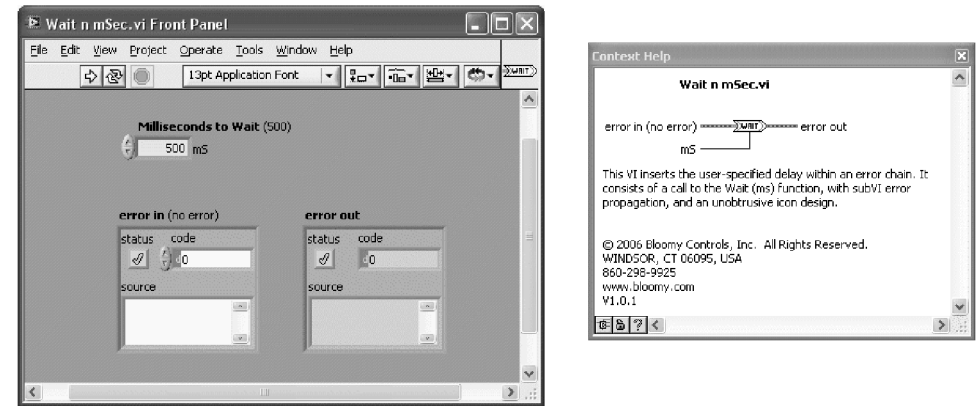 Wait n mSec.vi Front Panel
File Edit View Project Operate Tools Window Help
13pt Application Font
WAIT
Milliseconds to Wait (500)
500 mS
error in (no error)
status code
d0
source
error out
status code
d0
source
Context Help
Wait n mSec.vi
error in (no error) WAIT error out
mS
This VI inserts the user-specified delay within an error chain. It
consists of a call to the Wait (ms) function, with subVI error
propagation, and an unobtrusive icon design.
© 2006 Bloomy Controls, Inc. All Rights Reserved.
WINDSOR, CT 06095, USA
860-298-9925
www.bloomy.com
V1.0.1
?